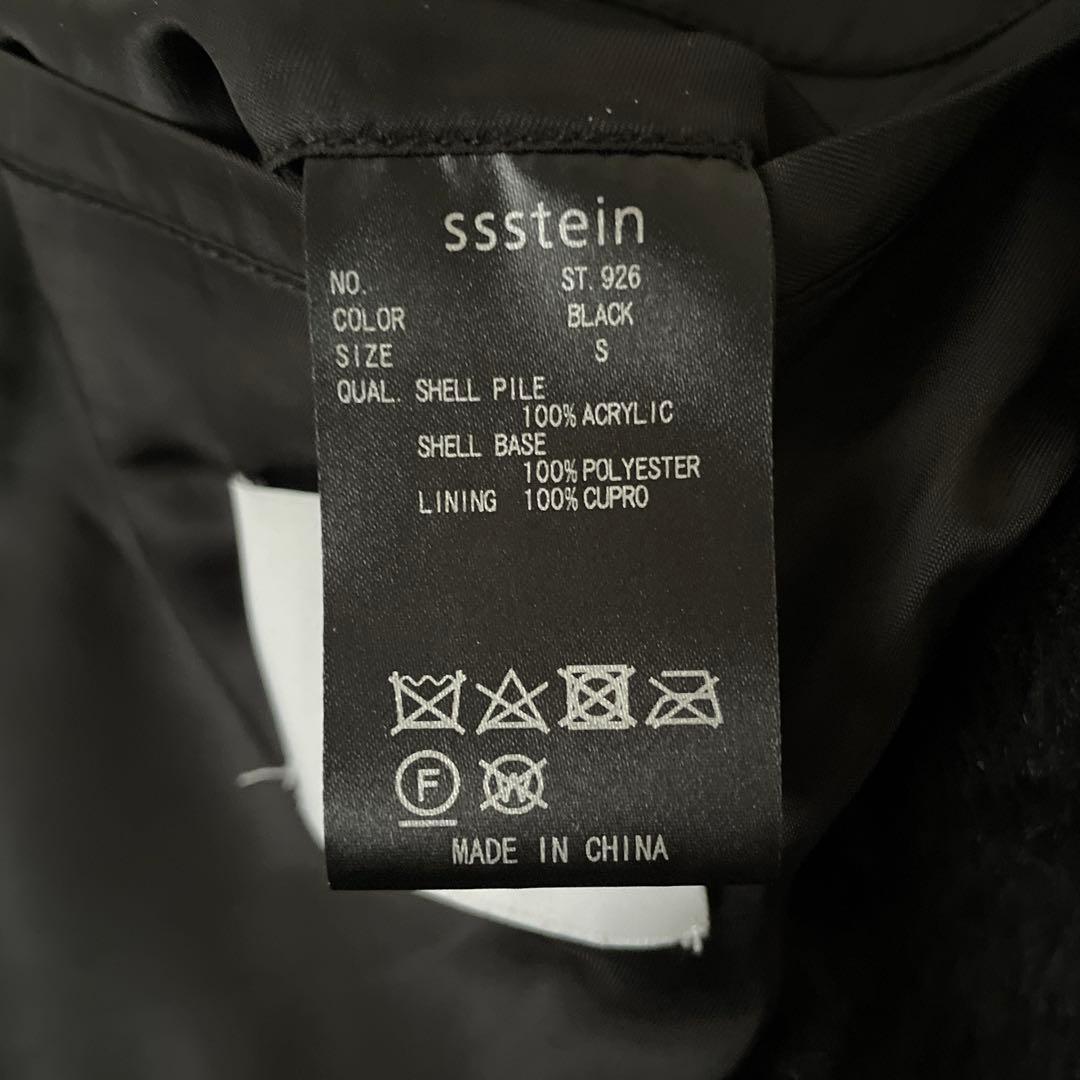 ssstein
NO. ST. 926
COLOR BLACK
SIZE S
QUAL. SHELL PILE
100% ACRYLIC
SHELL BASE
100% POLYESTER
LINING 100% CUPRO
F W
MADE IN CHINA